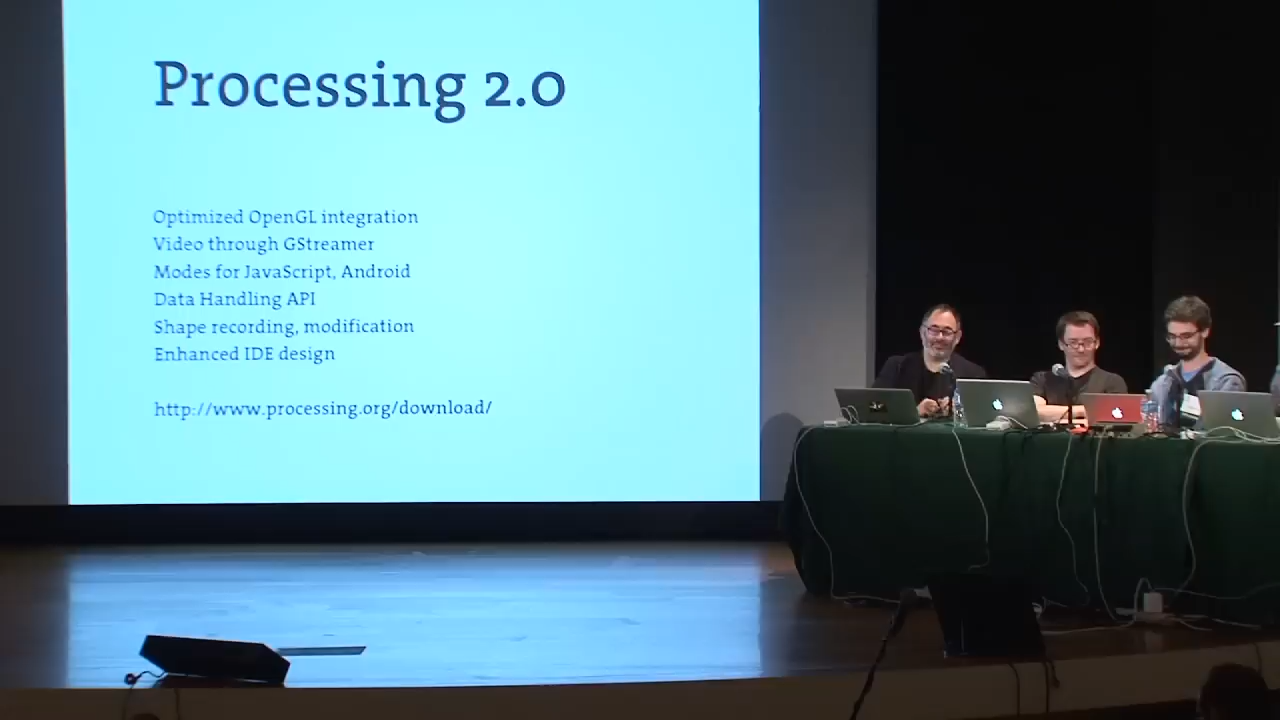 Processing 2.0
Optimized OpenGL integration
Video through GStreamer
Modes for JavaScript, Android
Data Handling API
Shape recording, modification
Enhanced IDE design
http://www.processing.org/download/